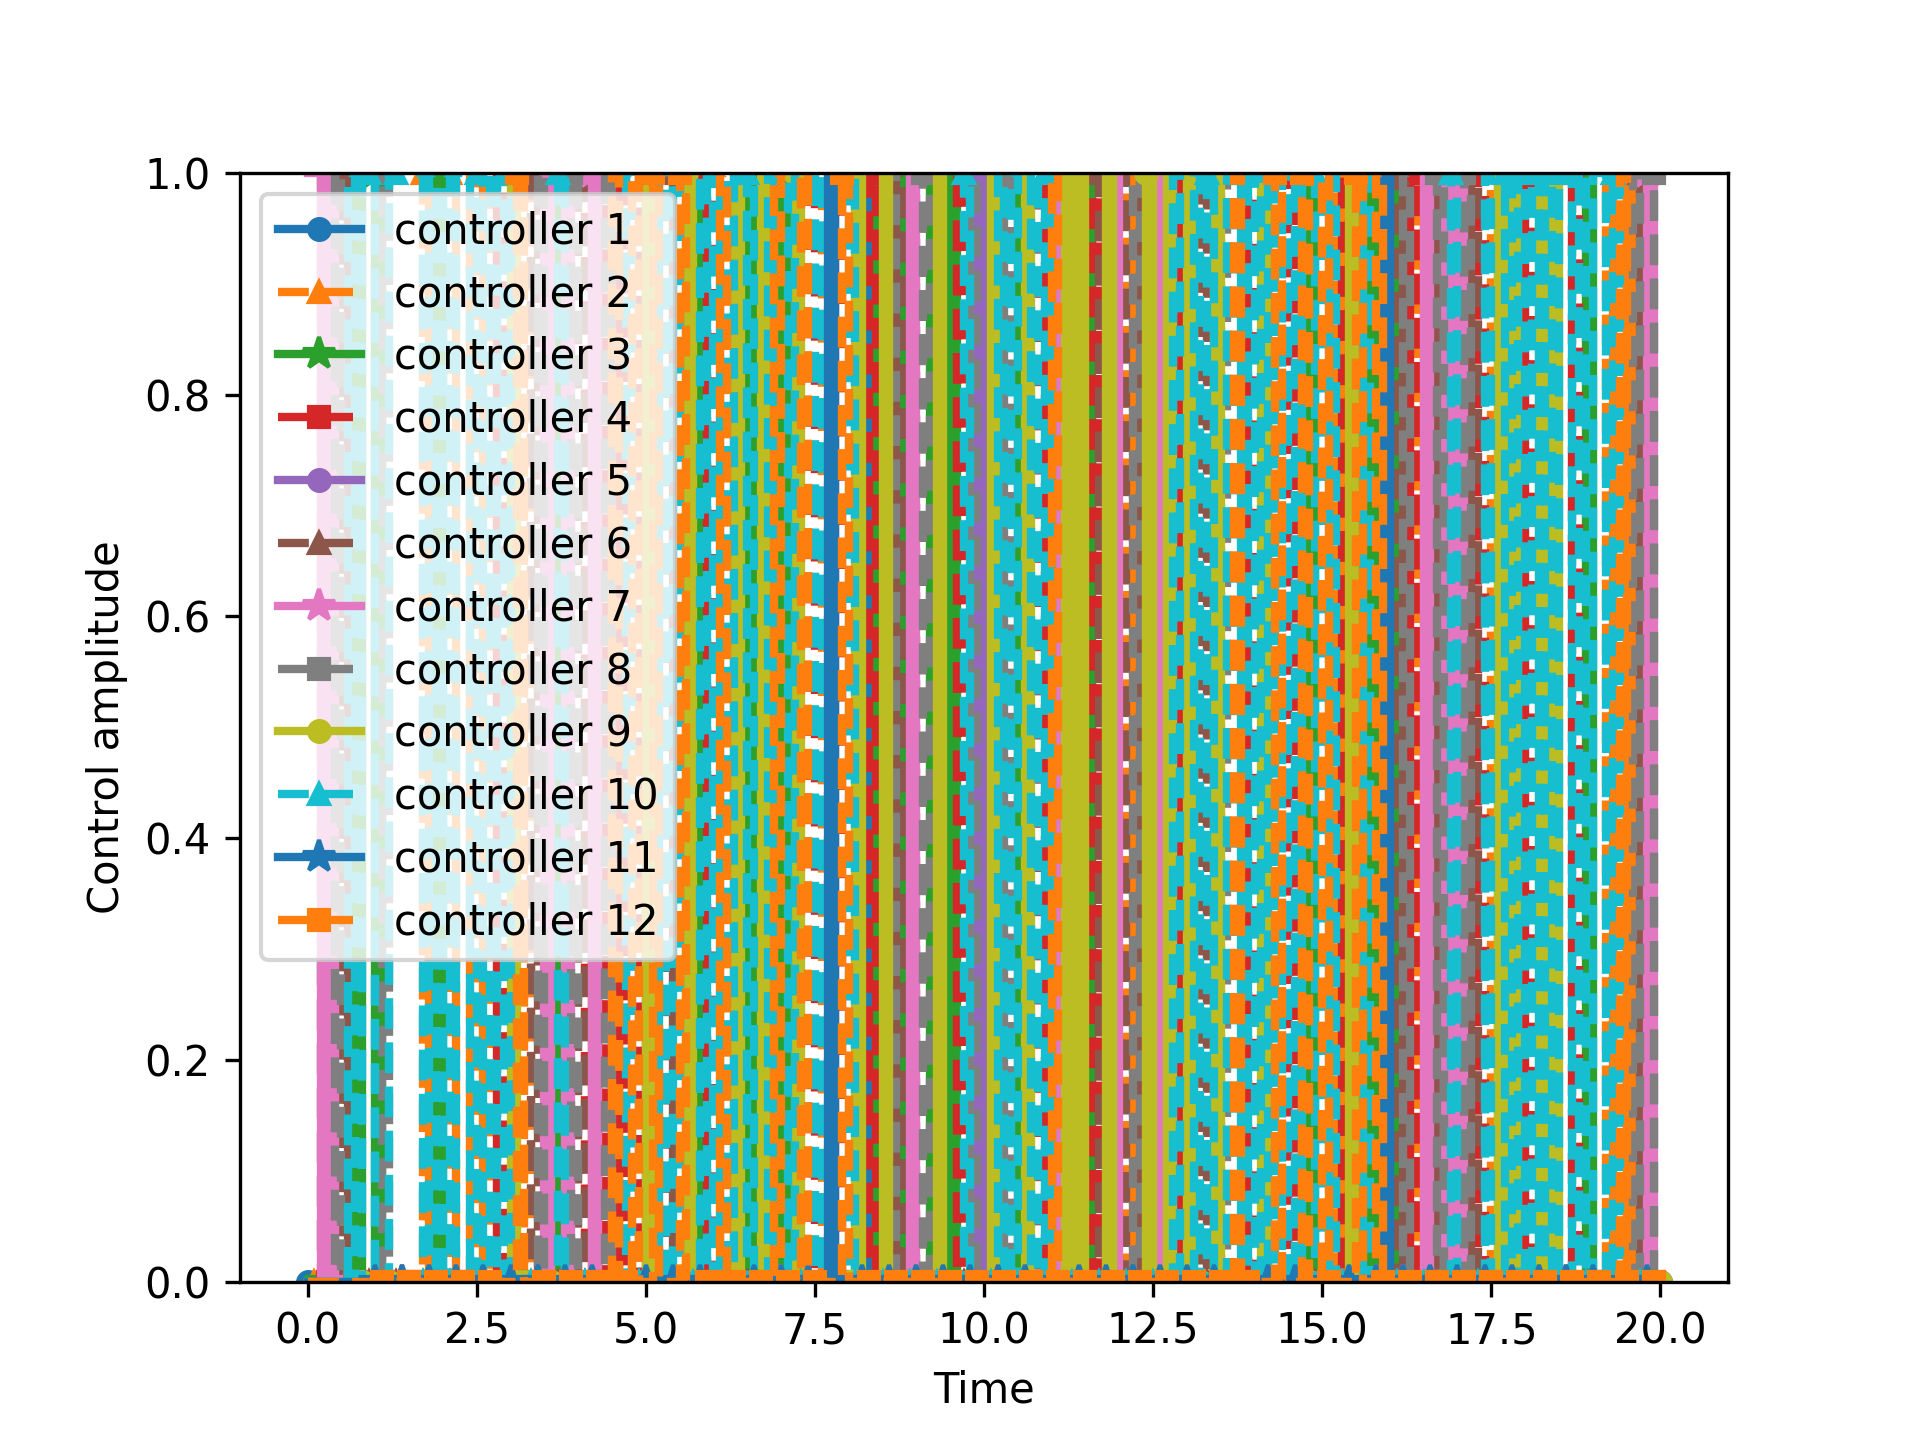 1.0
0.8
0.6
0.4
0.2
0.0
Control amplitude
controller 1
controller 2
controller 3
controller 4
controller 5
controller 6
controller 7
controller 8
controller 9
controller 10
controller 11
controller 12
0.0 2.5 5.0 7.5 10.0 12.5 15.0 17.5 20.0
Time